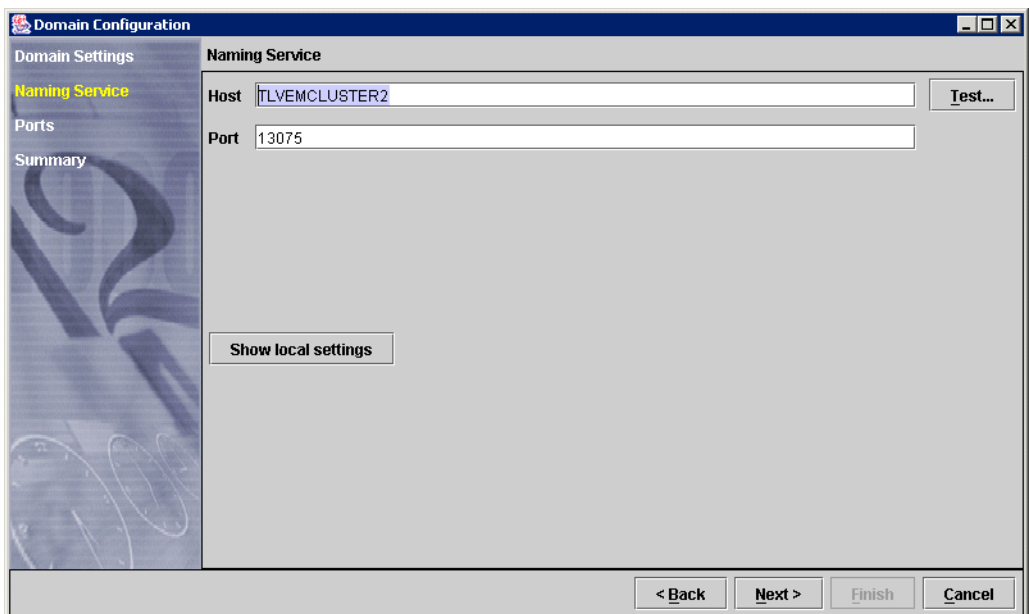 Domain Configuration
Domain Settings
Naming Service
Ports
Summary
Naming Service
Host TLVEMCLUSTER2 Test...
Port 13075
Show local settings
< Back Next > Finish Cancel